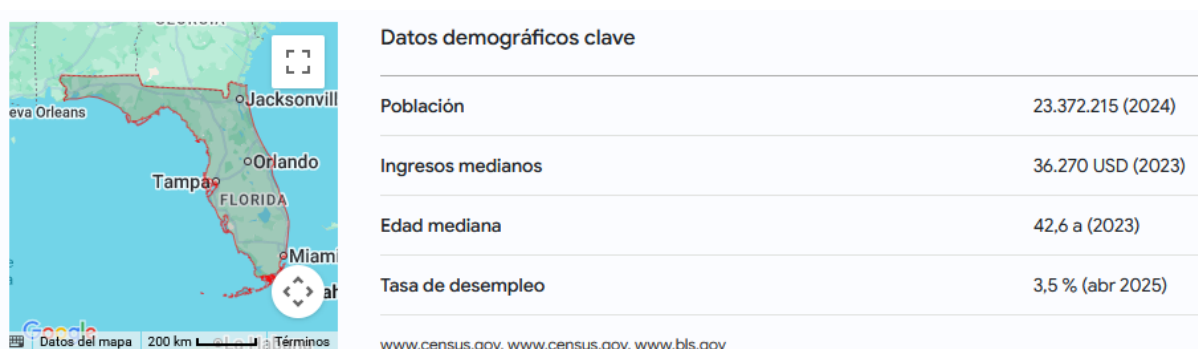 Datos demográficos clave
Jacksonvill
eva Orleans
Población 23.372.215 (2024)
Orlando
Ingresos medianos 36.270 USD (2023)
Tampa
FLORIDA
Edad mediana 42,6 a (2023)
Miami
Tasa de desempleo 3,5 % (abr 2025)
Google
Datos del mapa 200 km Términos
www.census.gov, www.census.gov, www.bls.gov